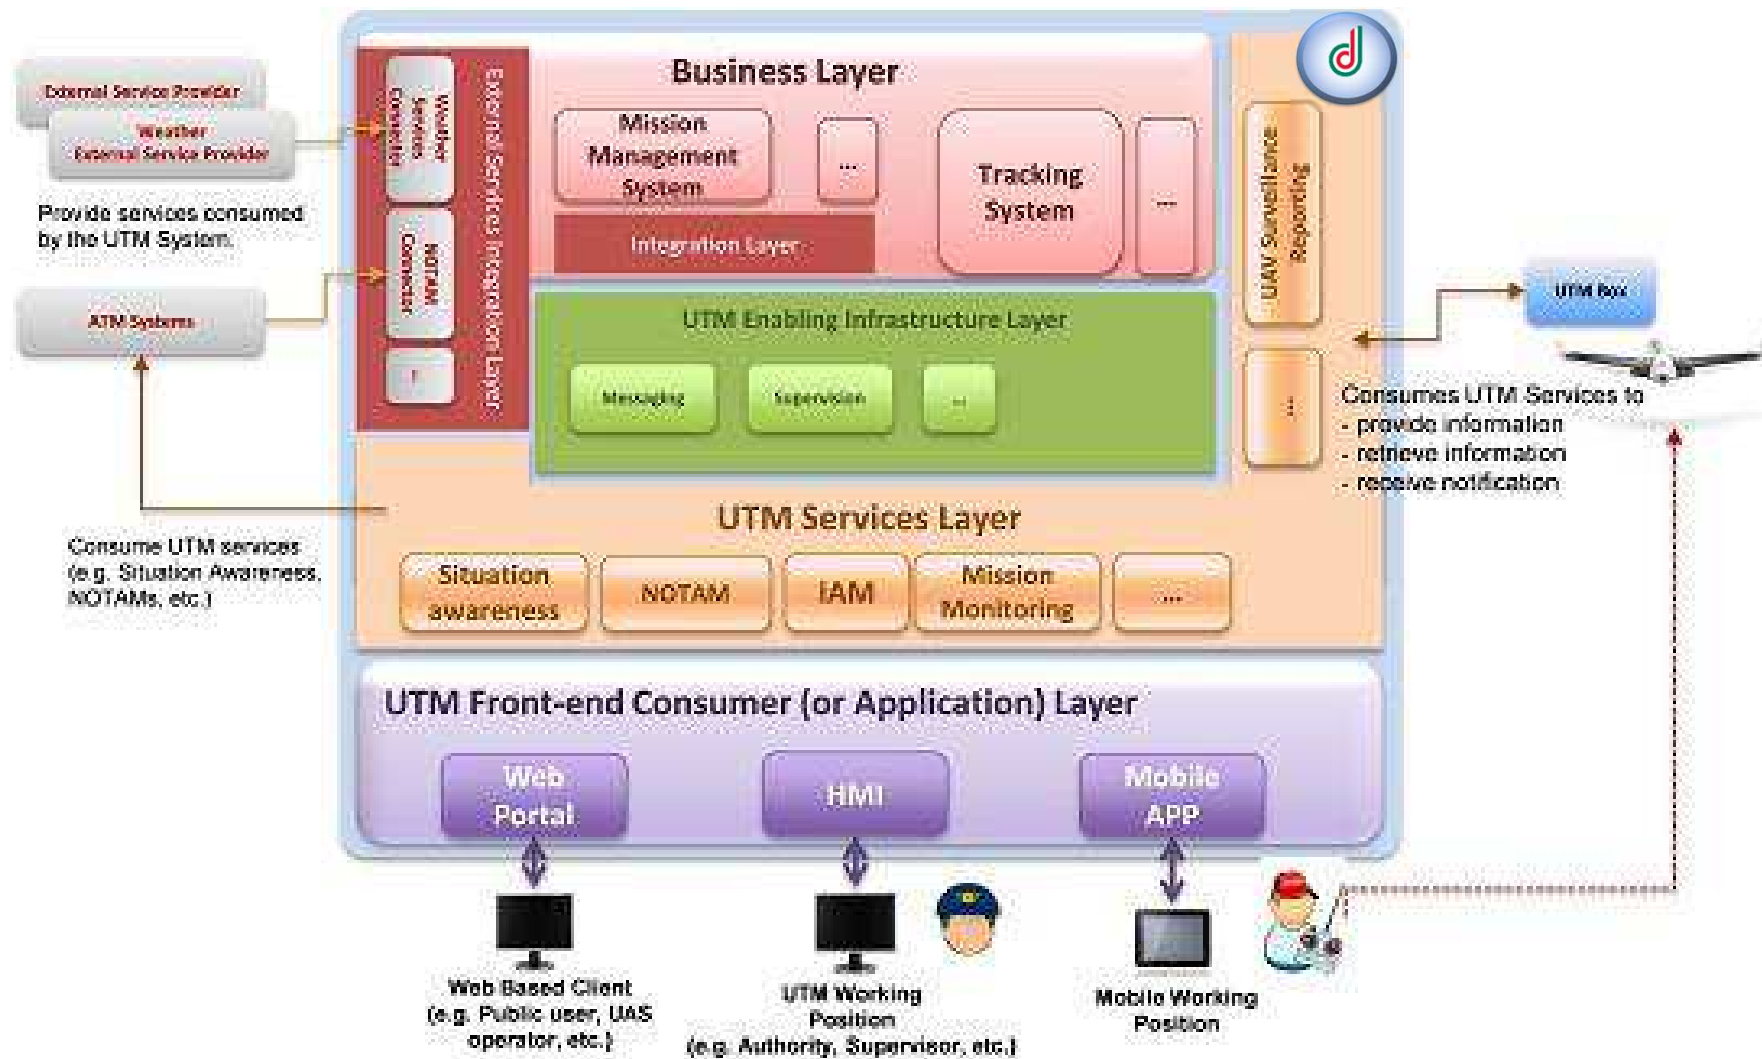 External Service Provider
Weather
External Service Provider
Provide services consumed
by the UTM System.
ATM Systems
Consume UTM services
(e.g. Situation Awareness,
NOTAMs, etc.)
Weather
Services
Connector
NOTAM
Connector
...
External Services Integration Layer
Business Layer
Mission
Management
System
...
Integration Layer
Tracking
System
...
UTM Enabling Infrastructure Layer
Messaging
Supervision
...
UAV Surveillance
Reporting
...
d
UTM Box
Consumes UTM Services to
- provide information
- retrieve information
- receive notification
UTM Services Layer
Situation
awareness
NOTAM
IAM
Mission
Monitoring
...
UTM Front-end Consumer (or Application) Layer
Web
Portal
HMI
Mobile
APP
Web Based Client
(e.g. Public user, UAS
operator, etc.)
UTM Working
Position
(e.g. Authority, Supervisor, etc.)
Mobile Working
Position